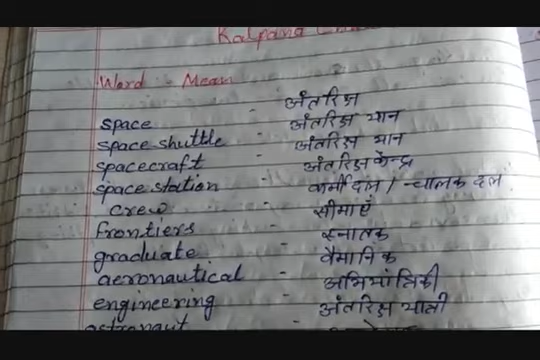 Kalpana
Word - Mean
space - अंतरिक्ष
space shuttle - अंतरिक्ष यान
spacecraft - अंतरिक्ष यान
space station - अंतरिक्ष केन्द्र
crew - कर्मीदल / चालक दल
frontiers - सीमाएँ
graduate - स्नातक
aeronautical - वैमानिक
engineering - अभियांत्रिकी
astronaut अंतरिक्ष यात्री